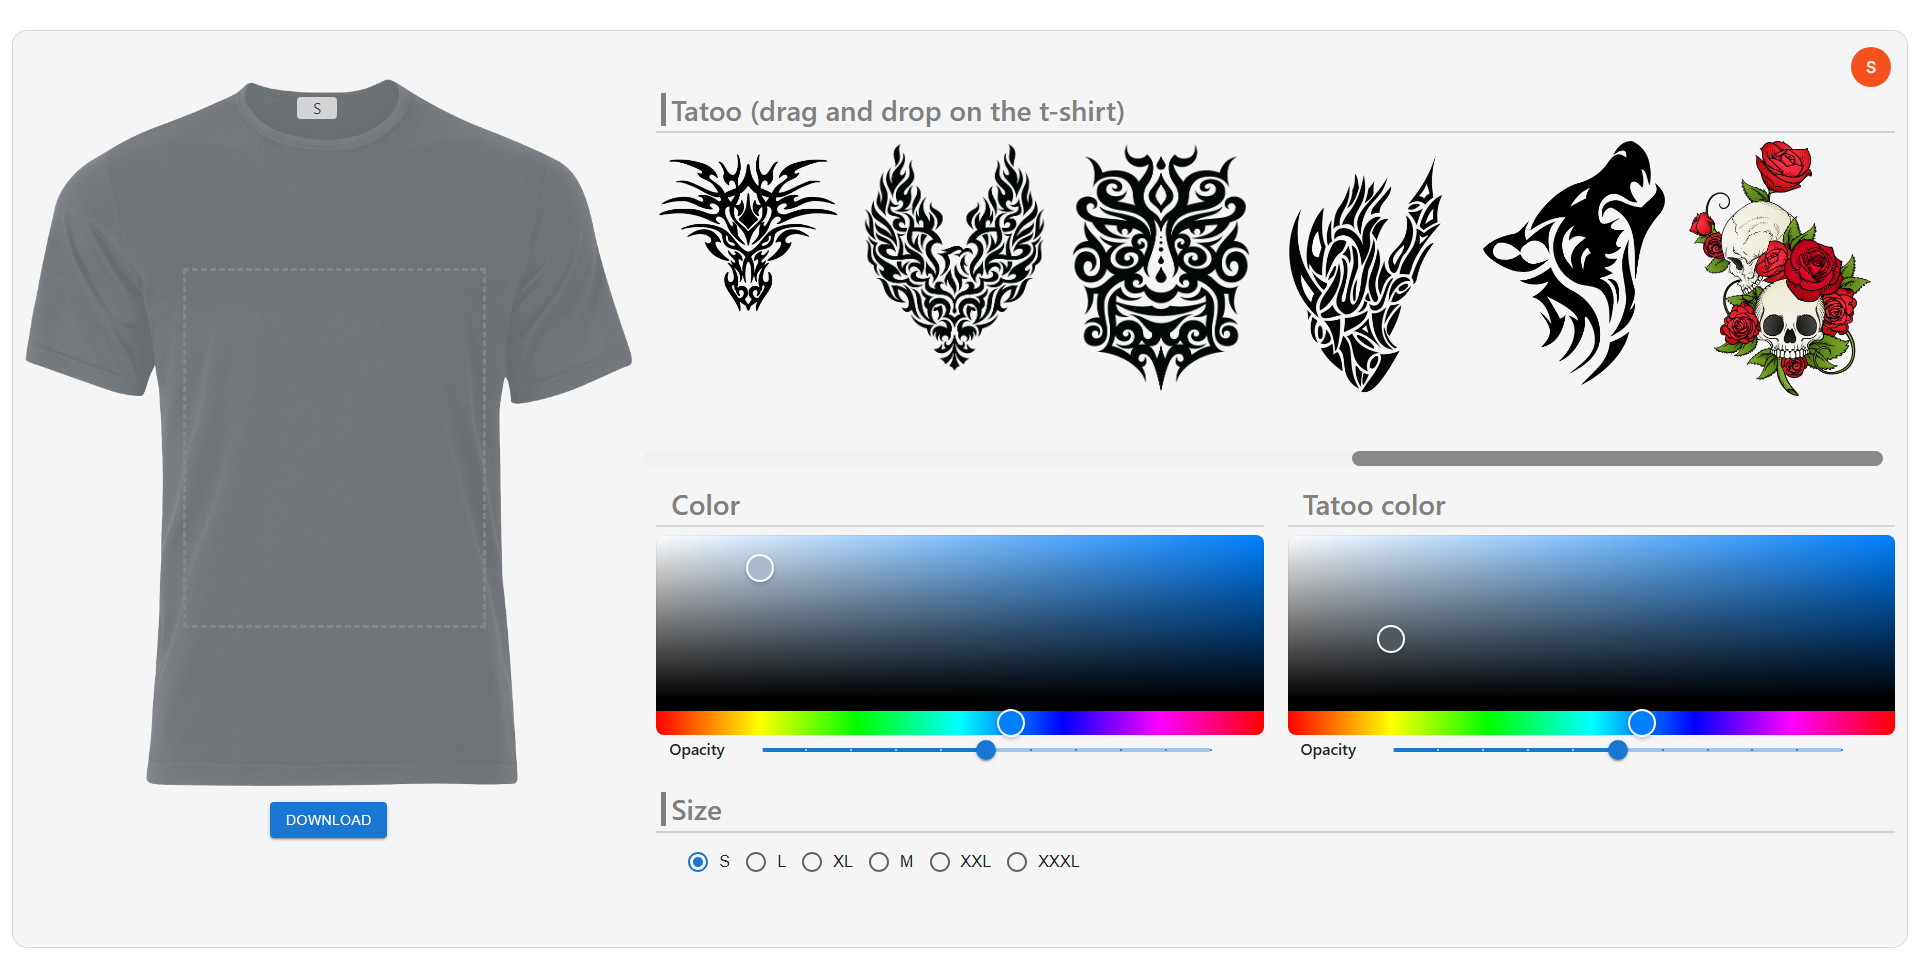 S
S
Tatoo (drag and drop on the t-shirt)
Color
Tatoo color
Opacity
Opacity
DOWNLOAD
Size
S L XL M XXL XXXL